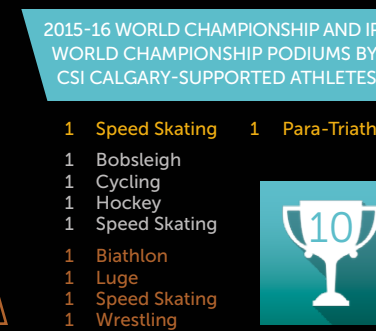 2015-16 WORLD CHAMPIONSHIP AND IP
WORLD CHAMPIONSHIP PODIUMS BY
CSI CALGARY-SUPPORTED ATHLETES
1 Speed Skating 1 Para-Triath
1 Bobsleigh
1 Cycling
1 Hockey
1 Speed Skating
1 Biathlon
1 Luge
1 Speed Skating
1 Wrestling
10